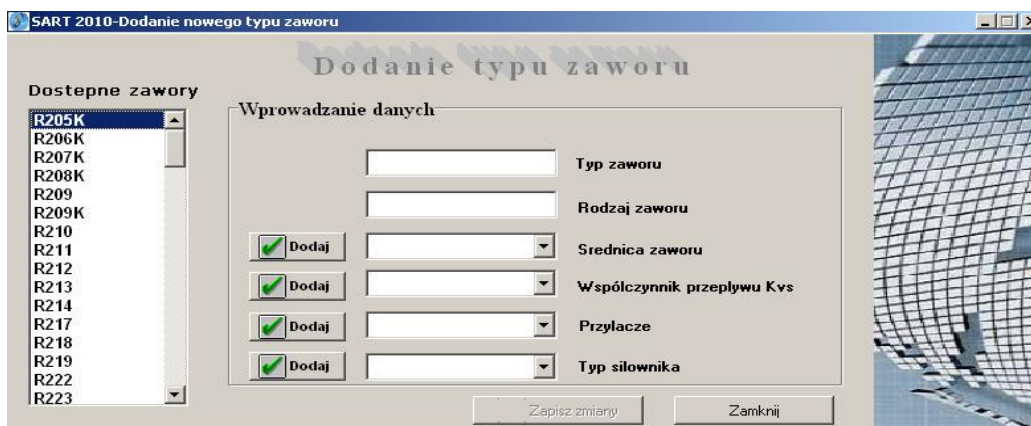 SART 2010-Dodanie nowego typu zaworu
Dodanie typu zaworu
Dostepne zawory
R205K
R206K
R207K
R208K
R209
R209K
R210
R211
R212
R213
R214
R217
R218
R219
R222
R223
Wprowadzanie danych
Typ zaworu
Rodzaj zaworu
Dodaj Srednica zaworu
Dodaj Wspólczynnik przeplywu Kvs
Dodaj Przylacze
Dodaj Typ silownika
Zapisz zmiany Zamknij